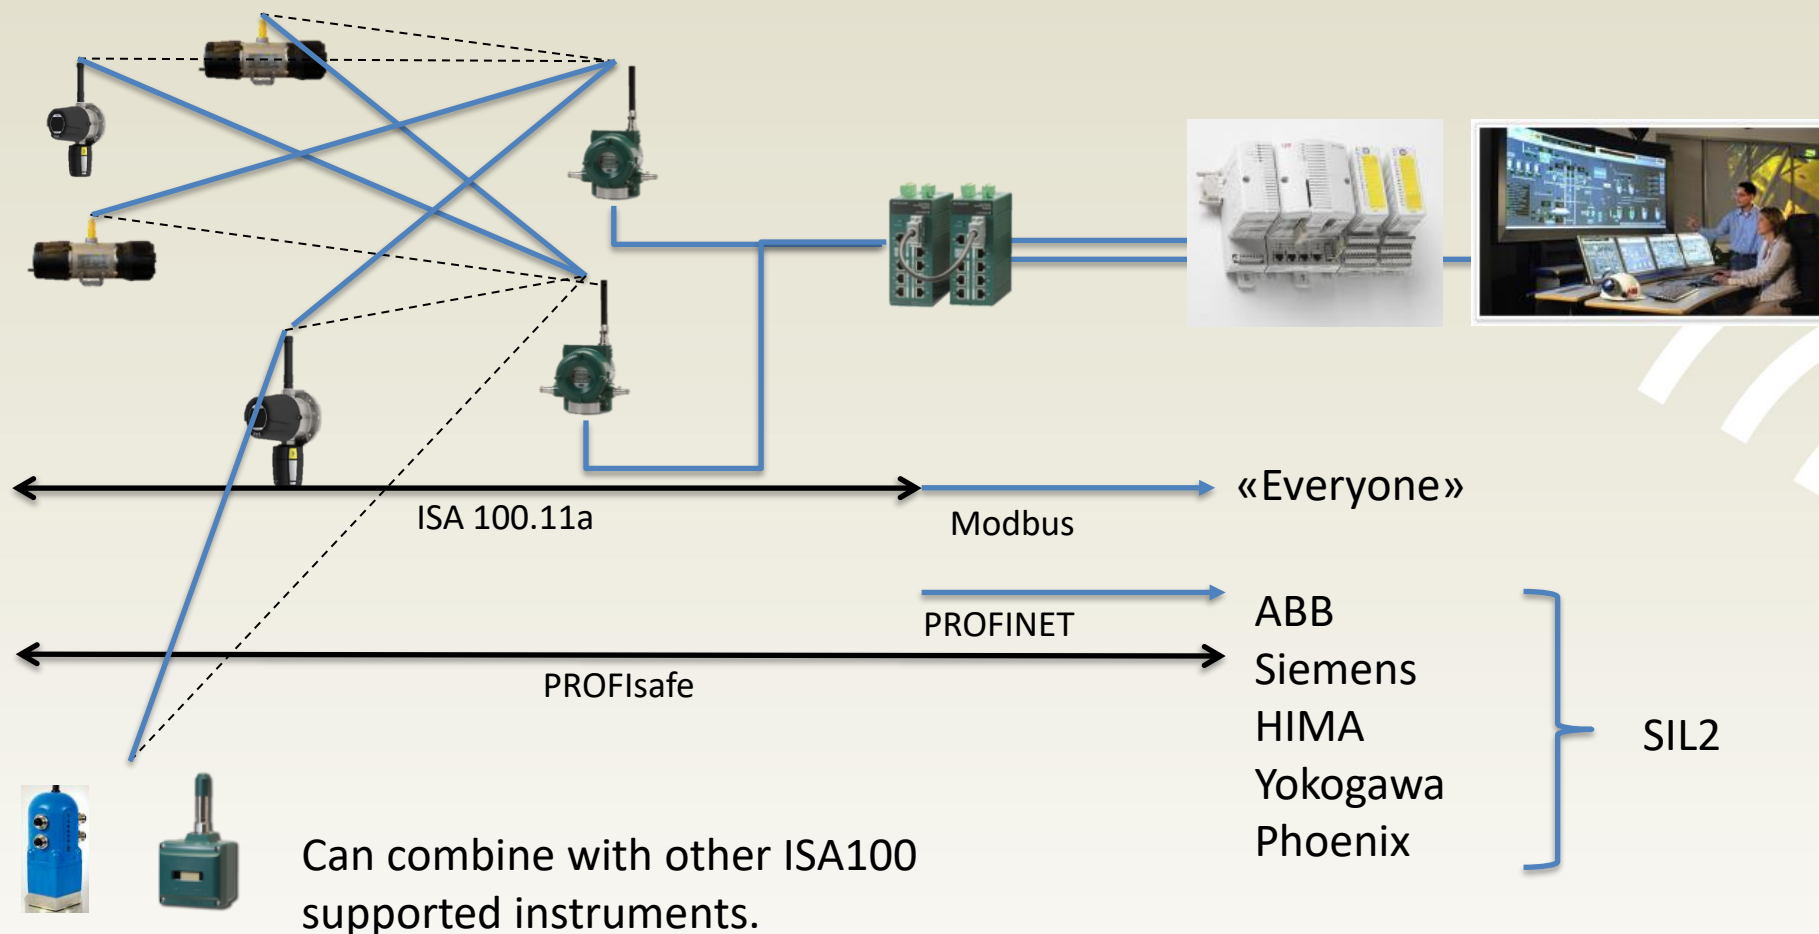 ISA 100.11a
Modbus
«Everyone»
PROFINET
PROFIsafe
ABB
Siemens
HIMA
Yokogawa
Phoenix
SIL2
Can combine with other ISA100
supported instruments.